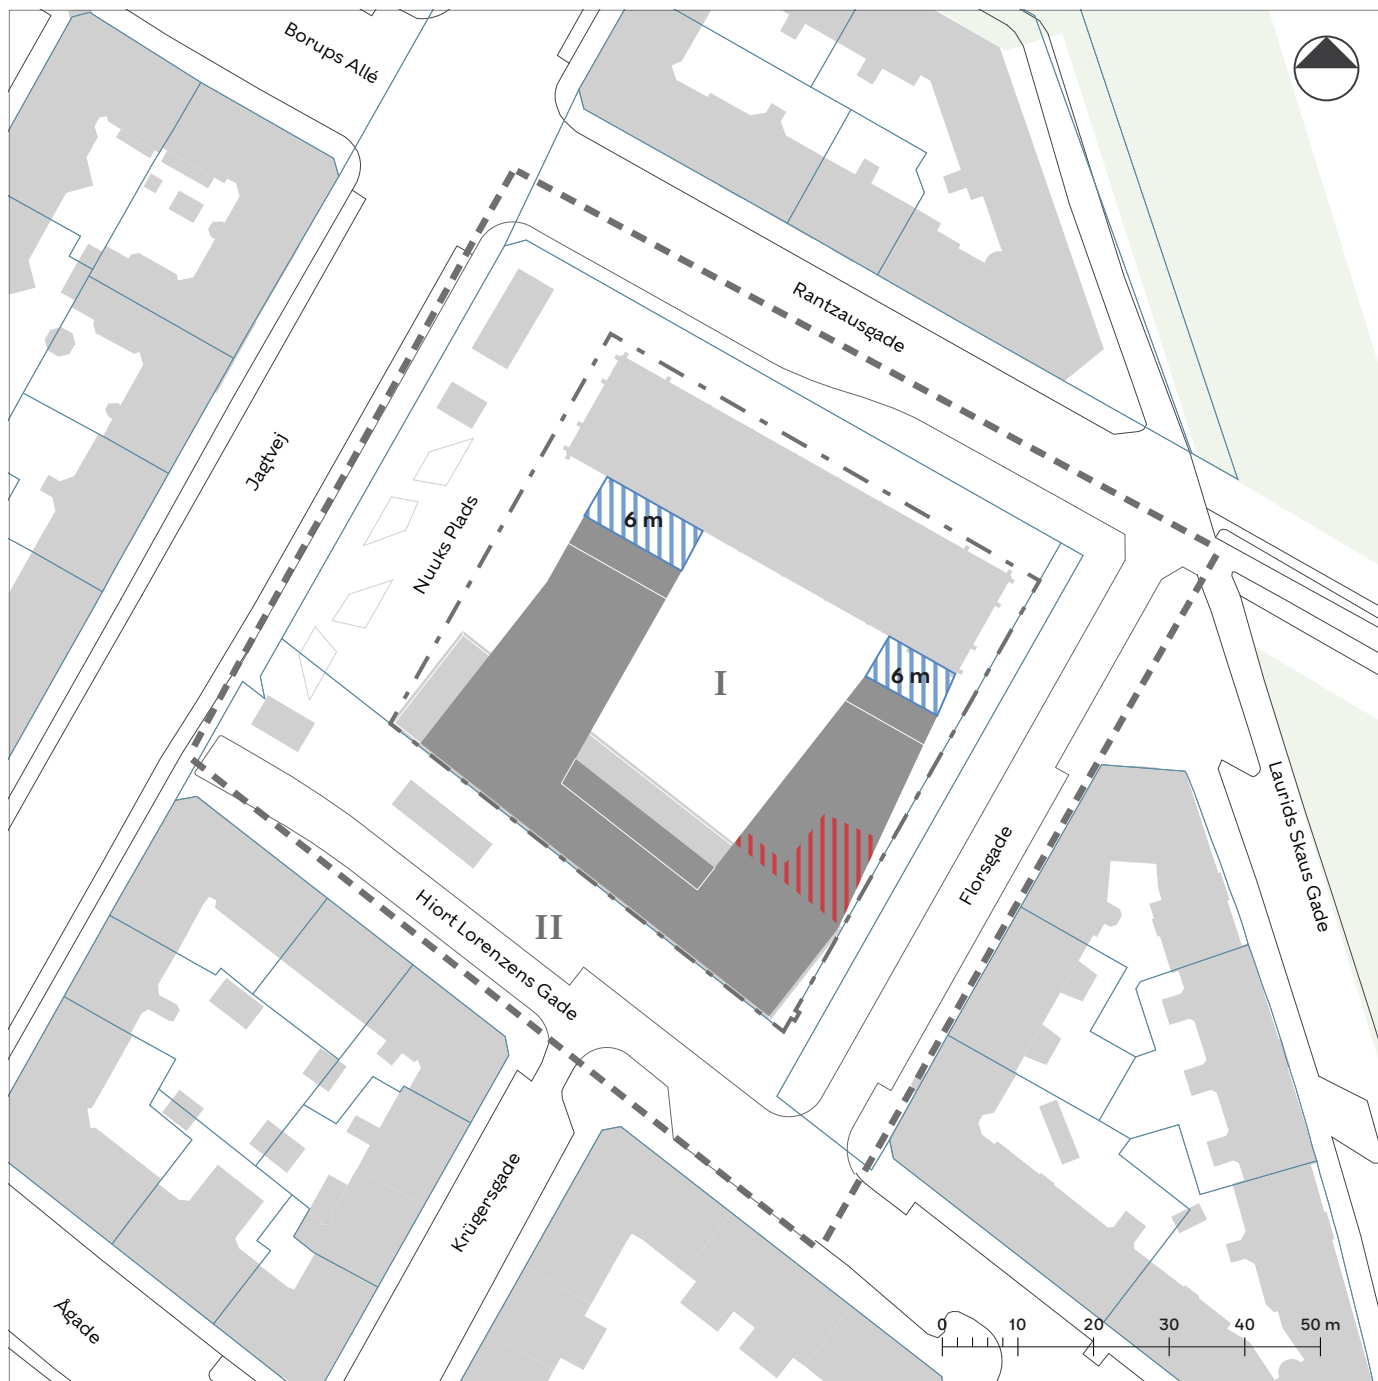 Borups Allé
Rantzausgade
Jagtvej
Nuuks Plads
6 m
6 m
I
Florsgade
Laurids Skaus Gade
II
Hiort Lorenzens Gade
Krügersgade
Ågade
0 10 20 30 40 50 m